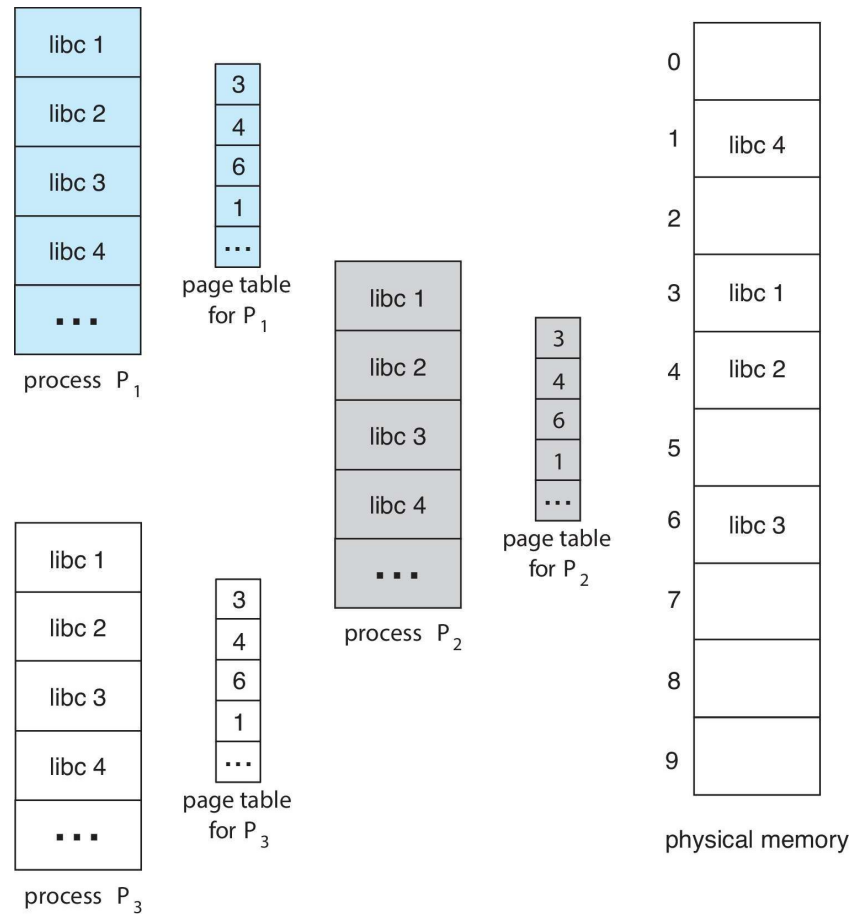 libc 1
libc 2
libc 3
libc 4
...
process P1
3
4
6
1
...
page table
for P1
libc 1
libc 2
libc 3
libc 4
...
process P2
3
4
6
1
...
page table
for P2
libc 1
libc 2
libc 3
libc 4
...
process P3
3
4
6
1
...
page table
for P3
0
1 libc 4
2
3 libc 1
4 libc 2
5
6 libc 3
7
8
9
physical memory